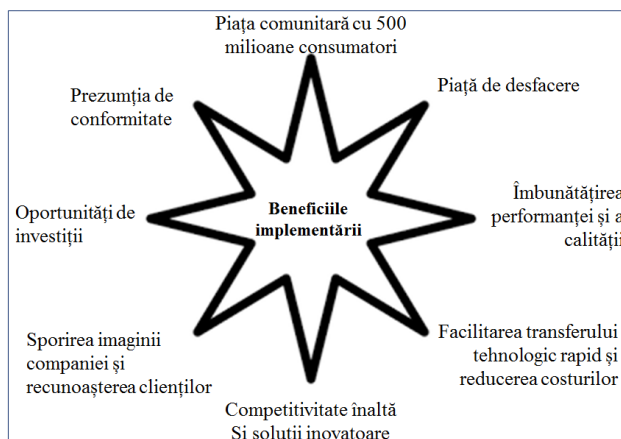 Piața comunitară cu 500
milioane consumatori
Prezumția de
conformitate
Piață de desfacere
Oportunități de
investiții
Beneficiile
implementării
Îmbunătățirea
performanței și a
calității
Sporirea imaginii
companiei și
recunoașterea clienților
Facilitarea transferului
tehnologic rapid și
reducerea costurilor
Competitivitate înaltă
Și soluții inovatoare